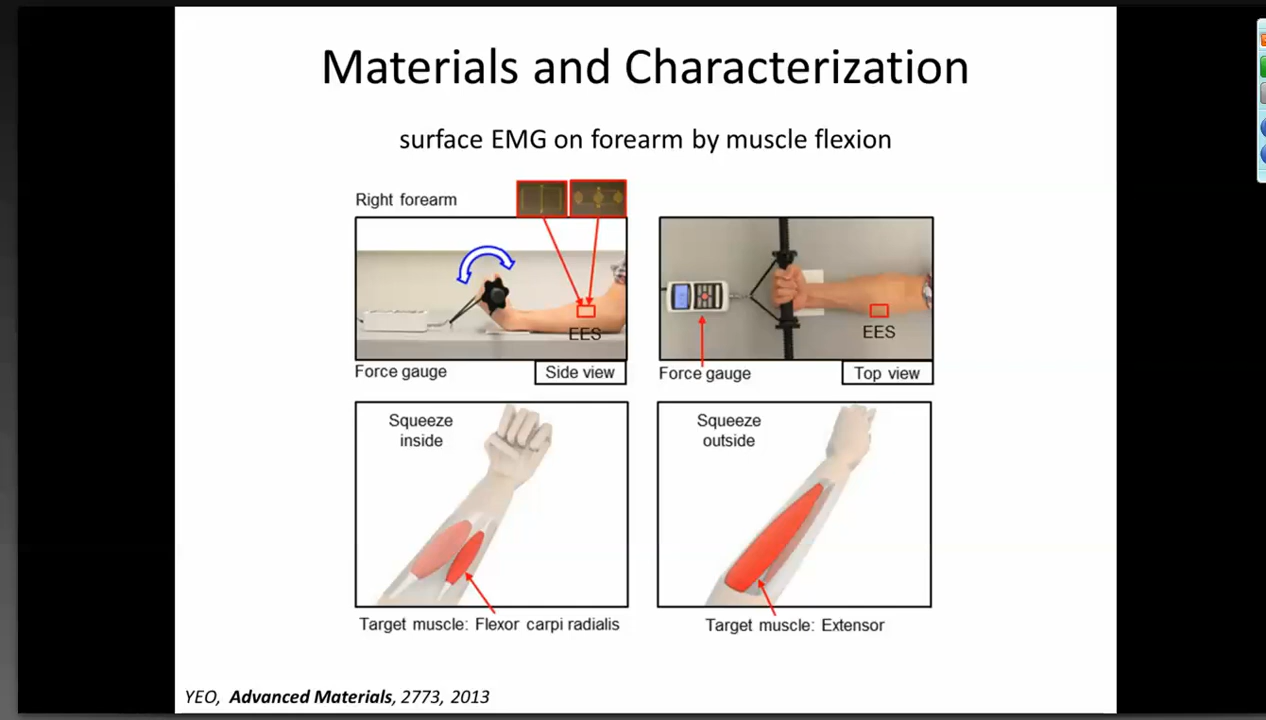 Materials and Characterization
surface EMG on forearm by muscle flexion
Right forearm
EES
Force gauge
Side view
EES
Force gauge
Top view
Squeeze
inside
Target muscle: Flexor carpi radialis
Squeeze
outside
Target muscle: Extensor
YEO, Advanced Materials, 2773, 2013